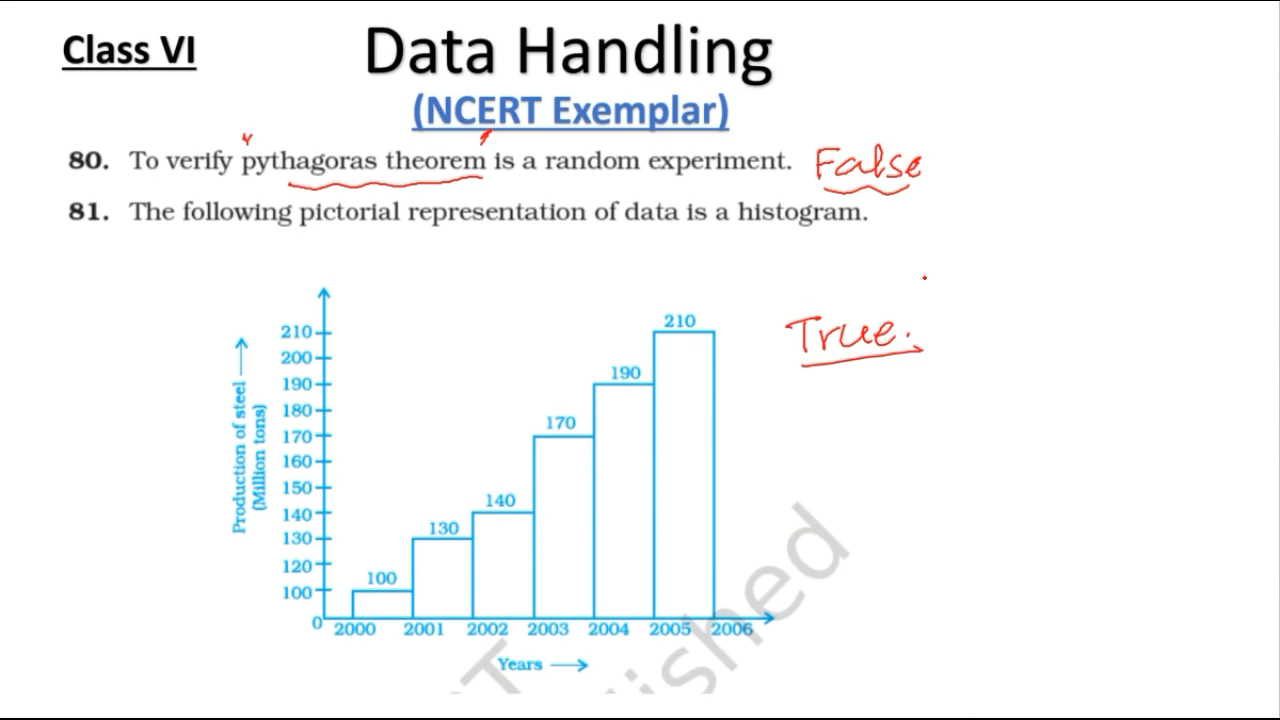 Class VI
Data Handling
(NCERT Exemplar)
80. To verify pythagoras theorem is a random experiment. False
81. The following pictorial representation of data is a histogram.
True.
Production of steel
(Million tons)
210
200
190
180
170
160
150
140
130
120
100
0
100
130
140
170
190
210
2000 2001 2002 2003 2004 2005 2006
Years